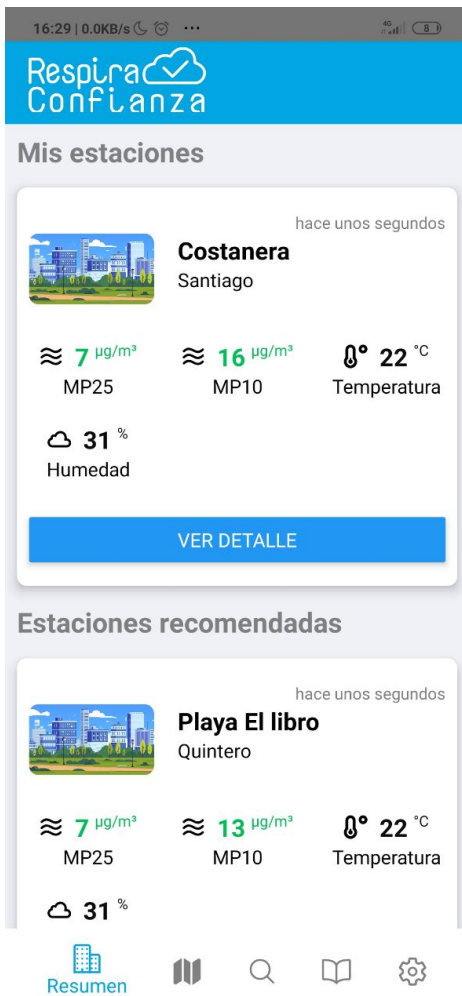 16:29 | 0.0KB/s ...
4G 8
Respira
Confianza
Mis estaciones
hace unos segundos
Costanera
Santiago
7 µg/m³ 16 µg/m³ 22 °C
MP25 MP10 Temperatura
31 %
Humedad
VER DETALLE
Estaciones recomendadas
hace unos segundos
Playa El libro
Quintero
7 µg/m³ 13 µg/m³ 22 °C
MP25 MP10 Temperatura
31 %
Resumen